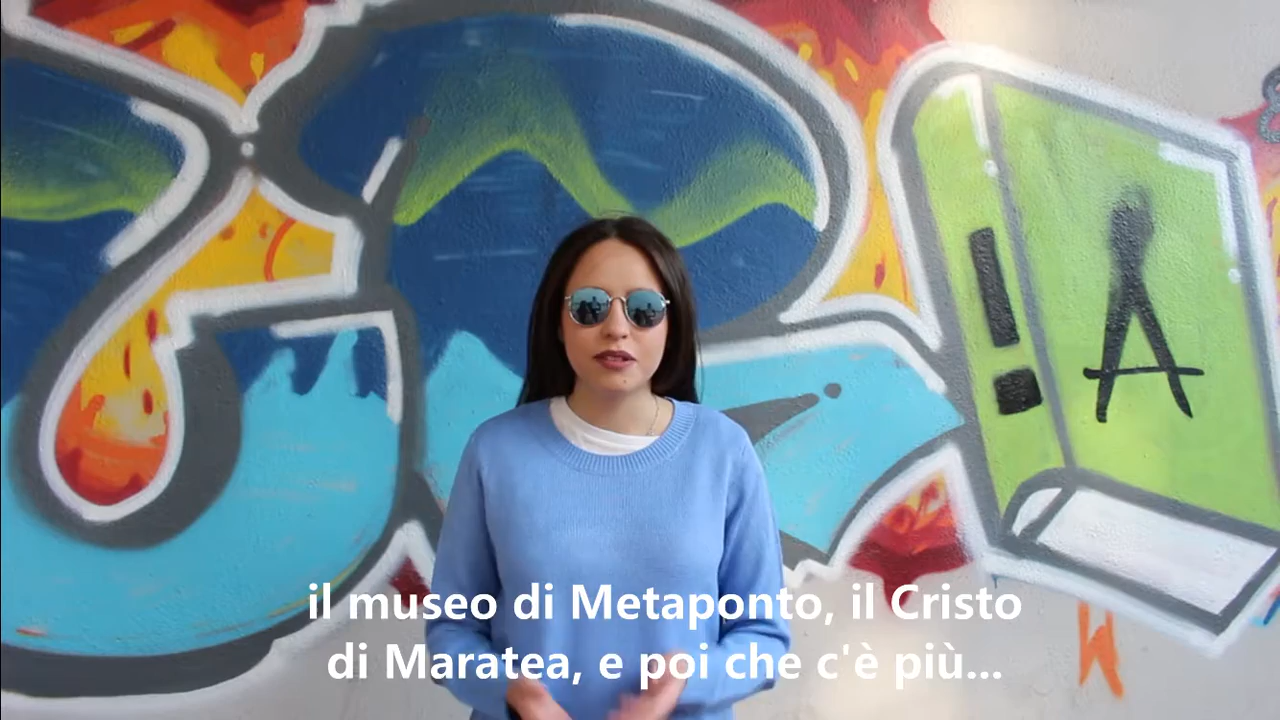 ! A
il museo di Metaponto, il Cristo
di Maratea, e poi che c'è più...